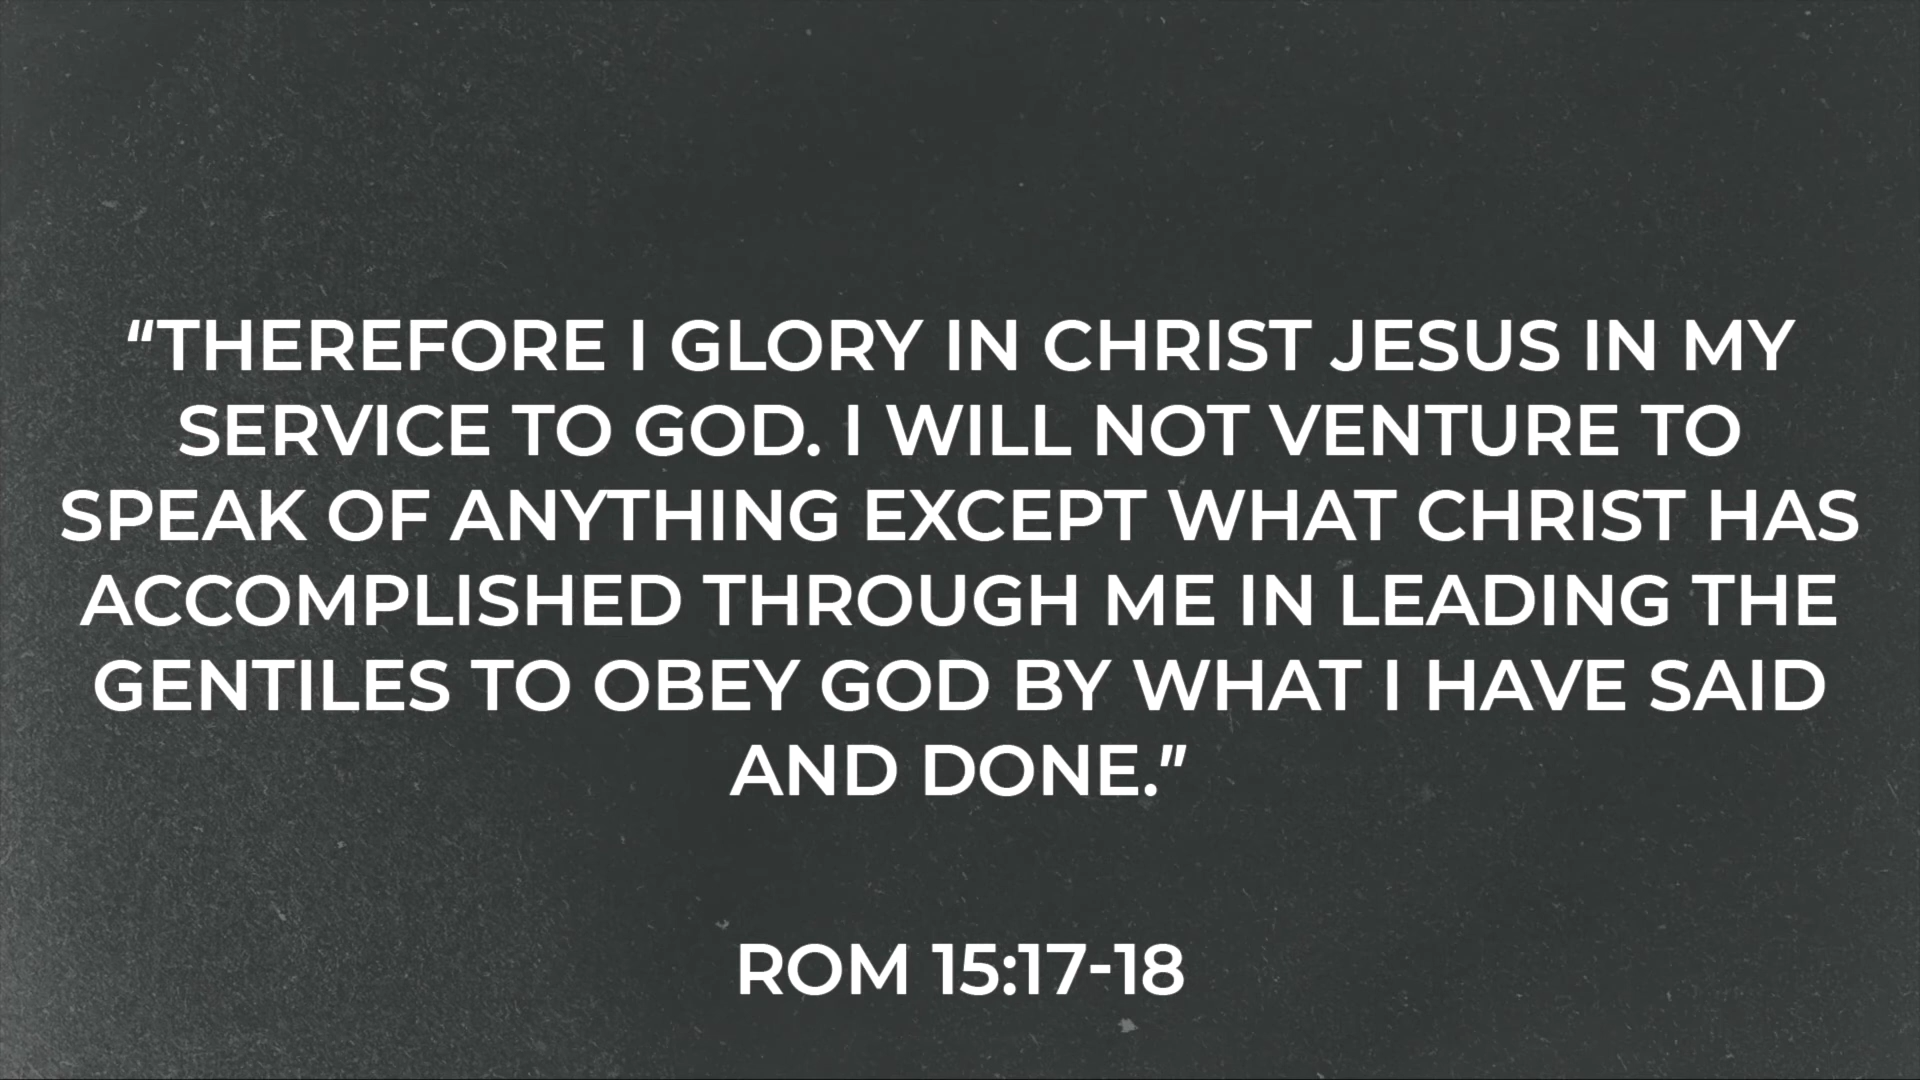 “THEREFORE I GLORY IN CHRIST JESUS IN MY
SERVICE TO GOD. I WILL NOT VENTURE TO
SPEAK OF ANYTHING EXCEPT WHAT CHRIST HAS
ACCOMPLISHED THROUGH ME IN LEADING THE
GENTILES TO OBEY GOD BY WHAT I HAVE SAID
AND DONE.”
ROM 15:17-18